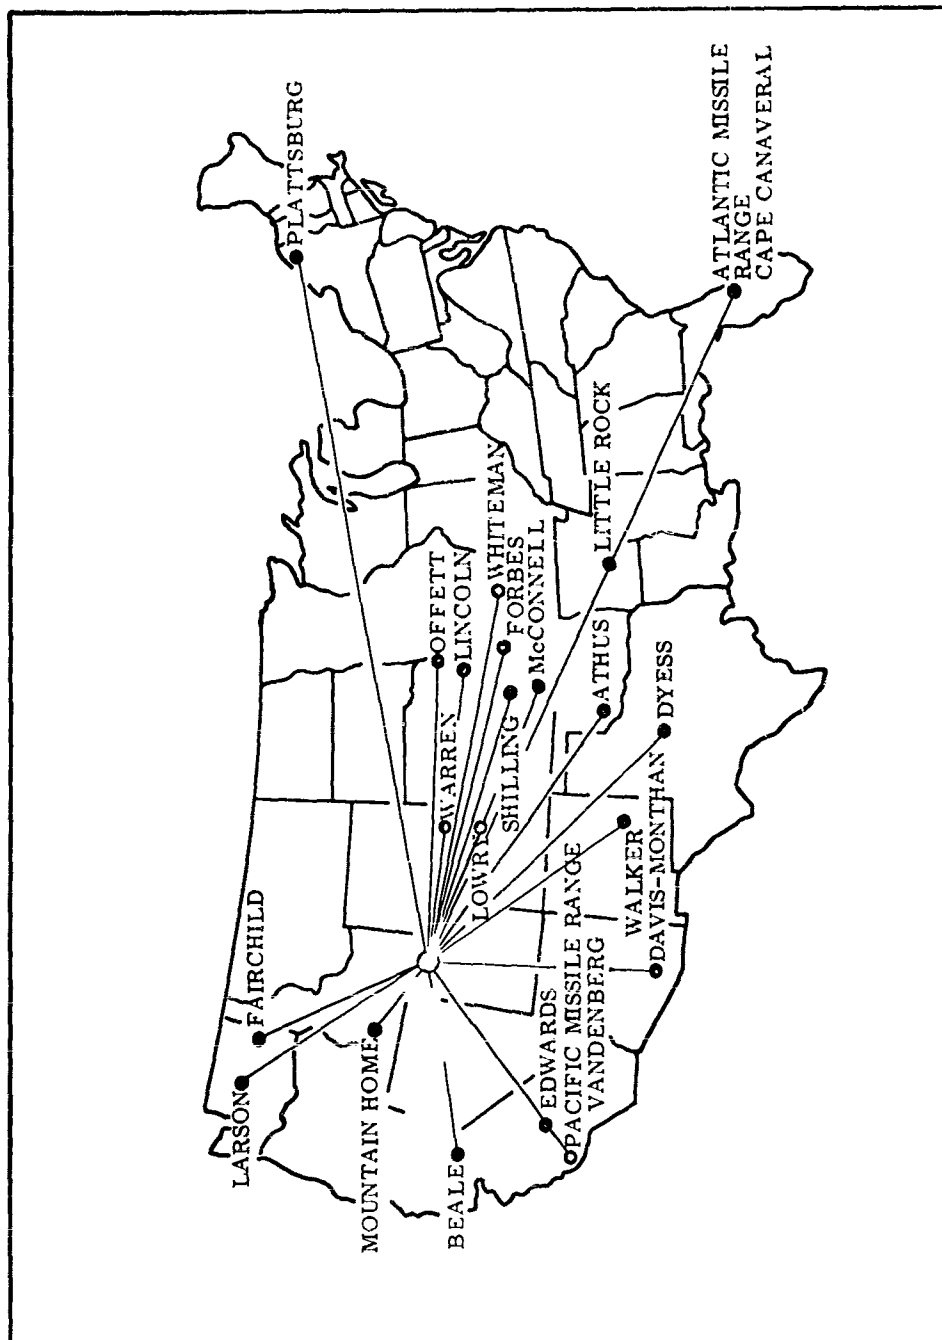 LARSON
FAIRCHILD
MOUNTAIN HOME
BEALE
EDWARDS
PACIFIC MISSILE RANGE
VANDENBERG
PLATTSBURG
OFFETT
LINCOLN
WARREN
WHITEMAN
FORBES
McCONNELL
LOWRY
SHILLING
LITTLE ROCK
ATHUS
DYESS
WALKER
DAVIS-MONTHAN
ATLANTIC MISSILE
RANGE
CAPE CANAVERAL